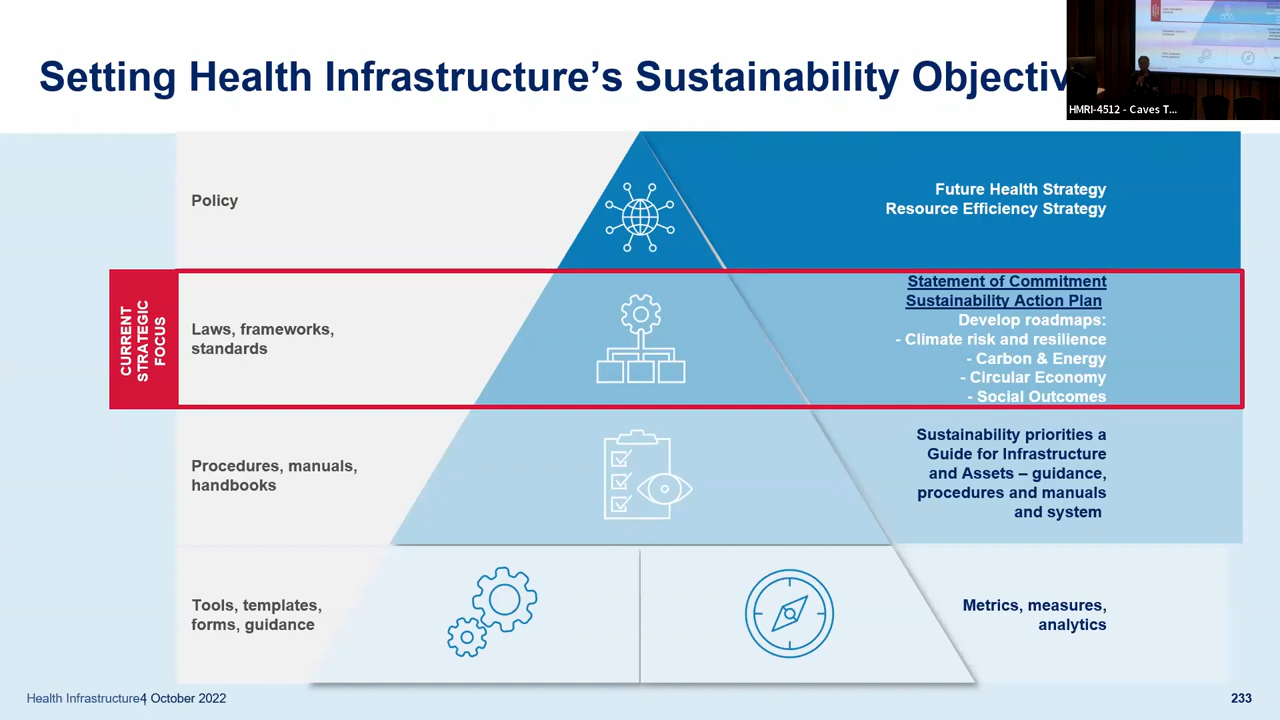 Setting Health Infrastructure’s Sustainability Objectiv
HMRI-4512 - Caves T...
Policy
Future Health Strategy
Resource Efficiency Strategy
CURRENT
STRATEGIC
FOCUS
Laws, frameworks,
standards
Statement of Commitment
Sustainability Action Plan
Develop roadmaps:
- Climate risk and resilience
- Carbon & Energy
- Circular Economy
- Social Outcomes
Procedures, manuals,
handbooks
Sustainability priorities a
Guide for Infrastructure
and Assets – guidance,
procedures and manuals
and system
Tools, templates,
forms, guidance
Metrics, measures,
analytics
Health Infrastructure
4 October 2022
233